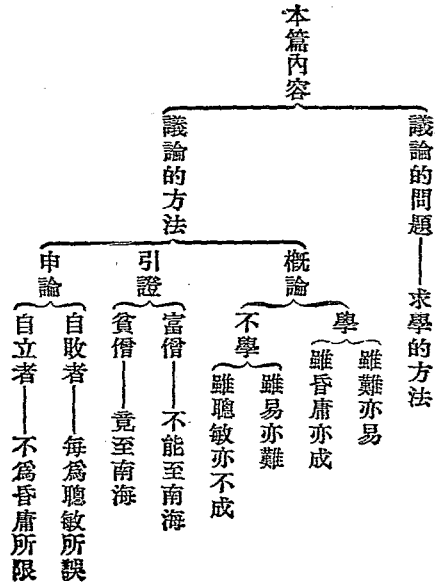 本篇內容
議論的問題——求學的方法
議論的方法
概論
學
雖難亦易
雖昏庸亦成
不學
雖易亦難
雖聰敏亦不成
引證
富僧——不能至南海
貧僧——竟至南海
申論
自敗者——每爲聰敏所誤
自立者——不爲昏庸所限